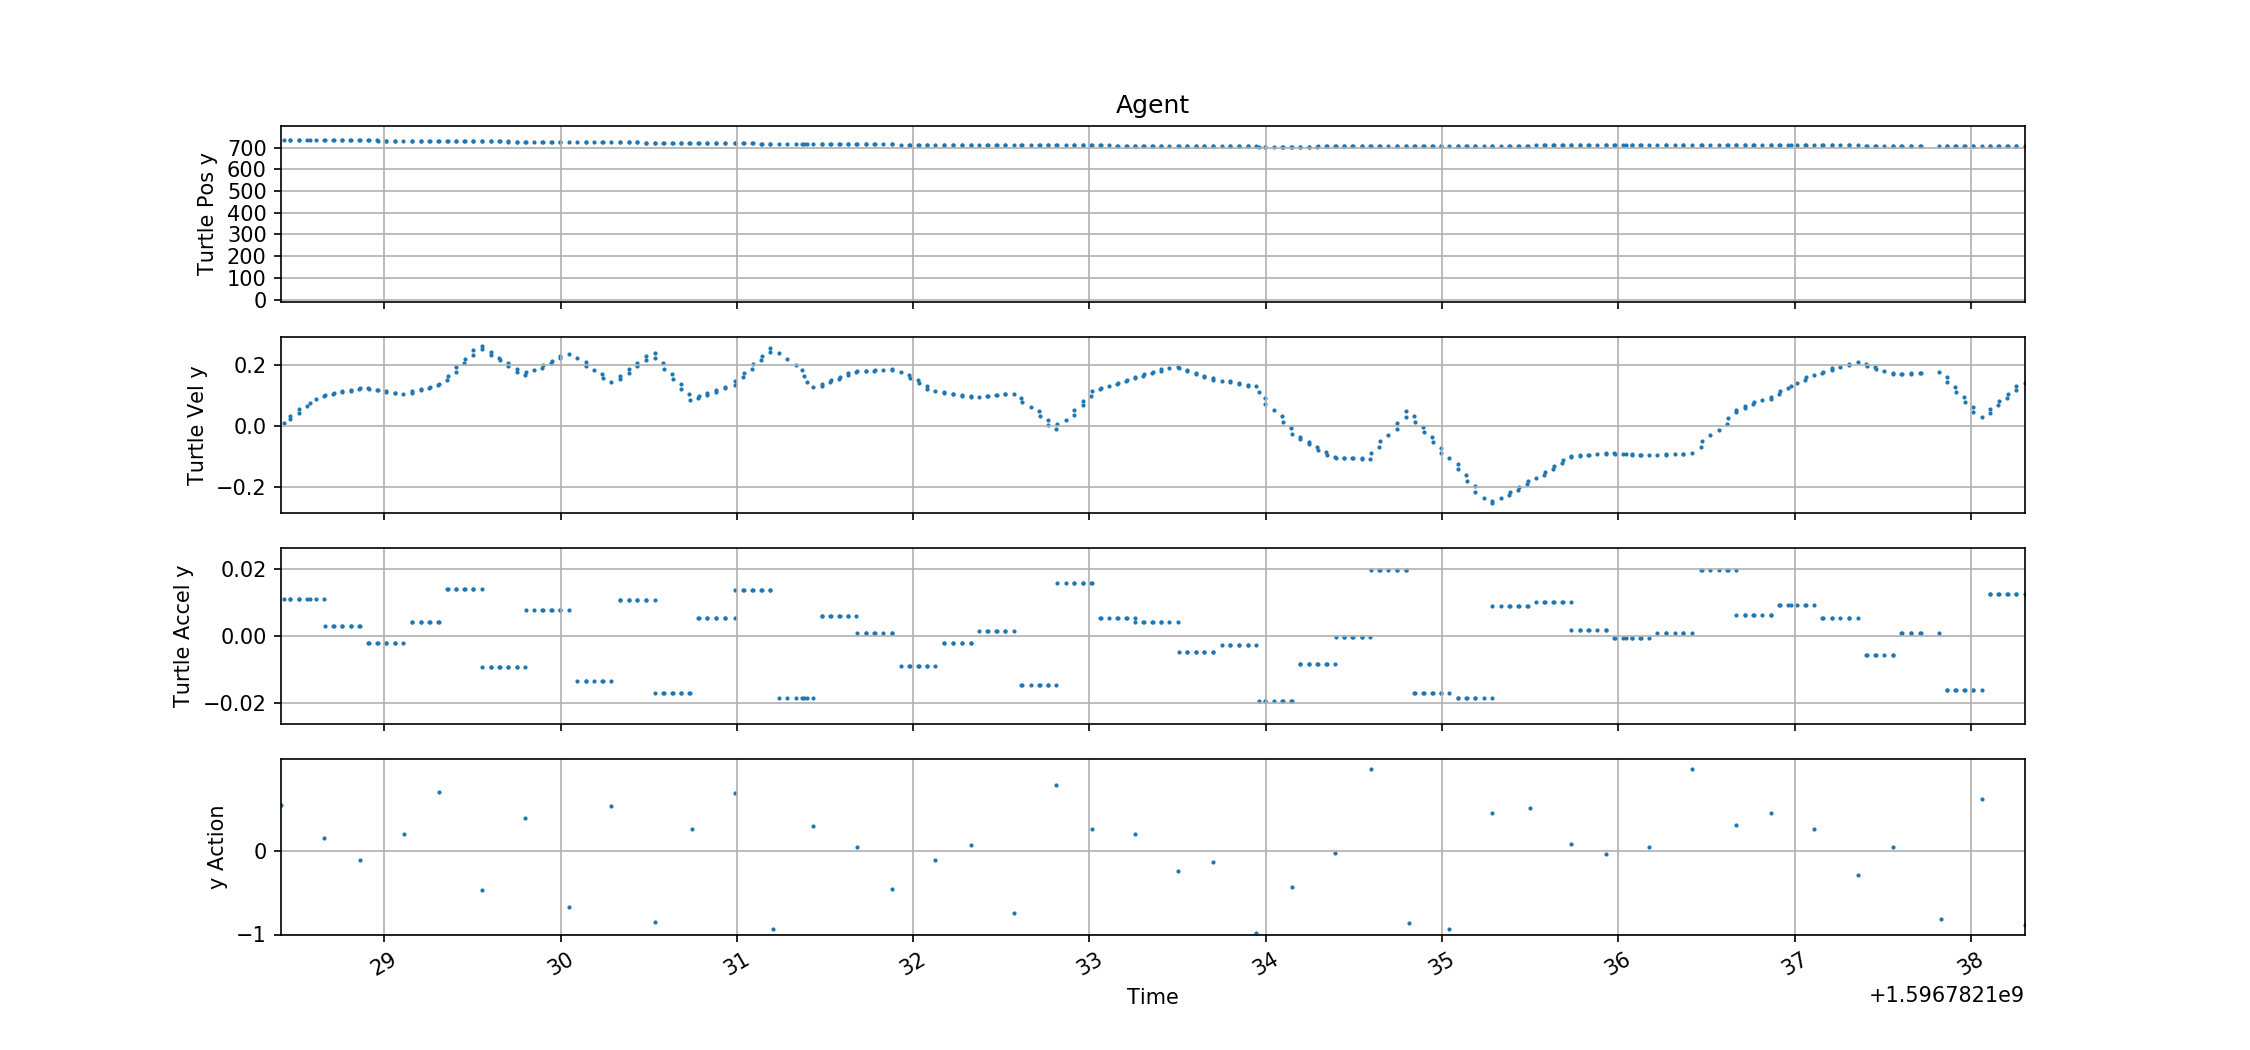 Agent
Turtle Pos y
700
600
500
400
300
200
100
0
Turtle Vel y
0.2
0.0
−0.2
Turtle Accel y
0.02
0.00
−0.02
y Action
0
−1
29 30 31 32 33 34 35 36 37 38
Time
+1.5967821e9